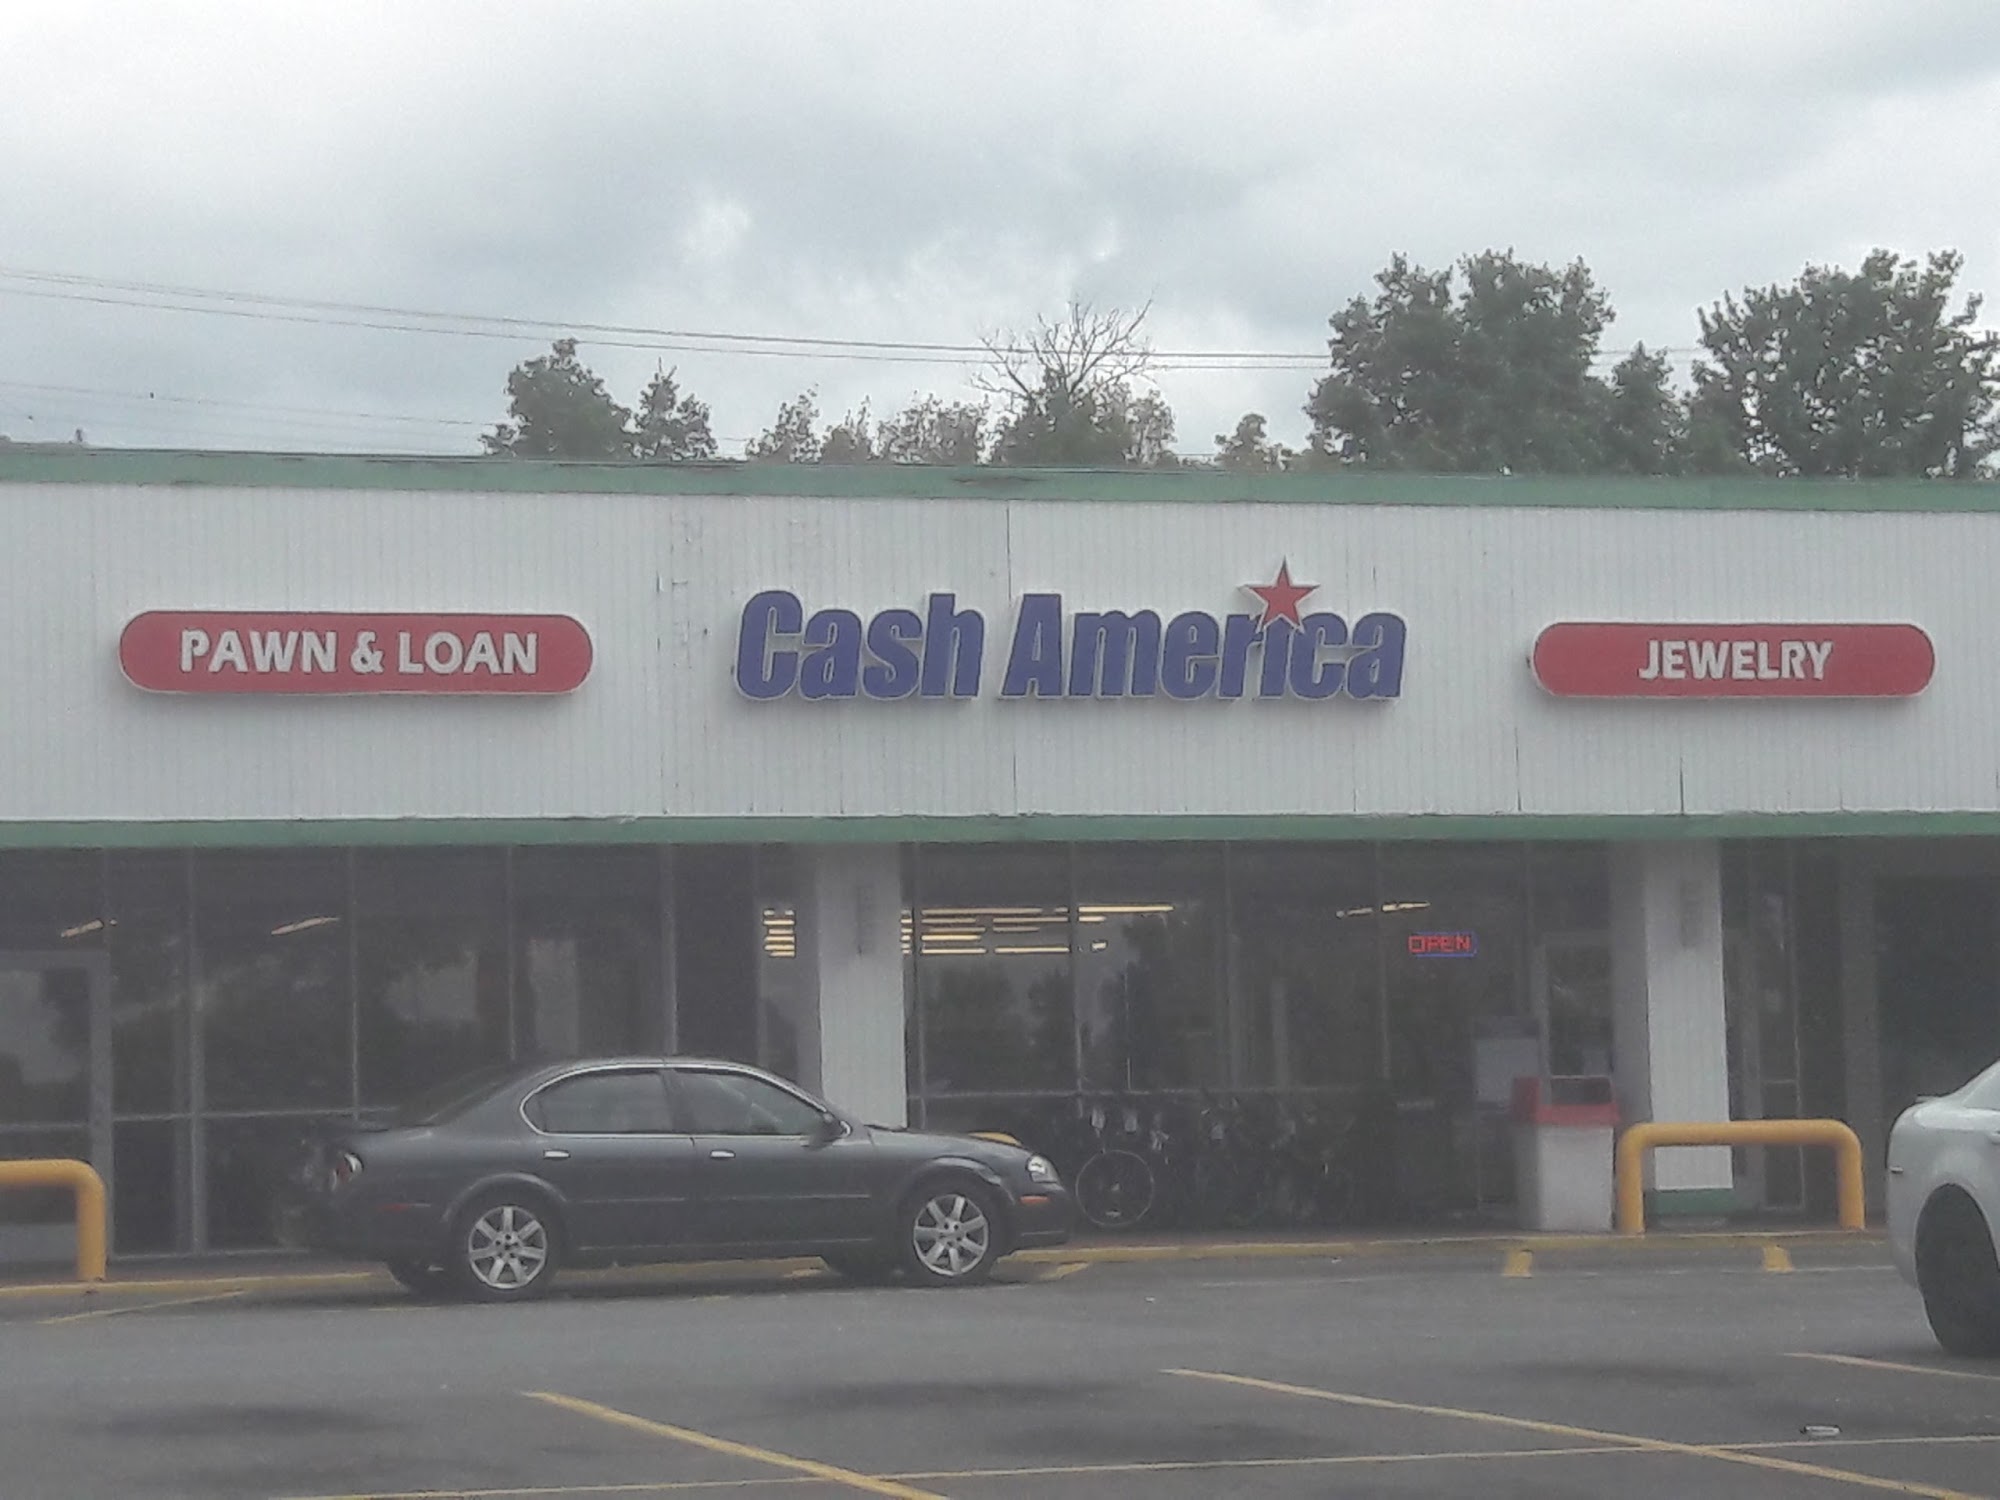 PAWN & LOAN
Cash America
JEWELRY
OPEN